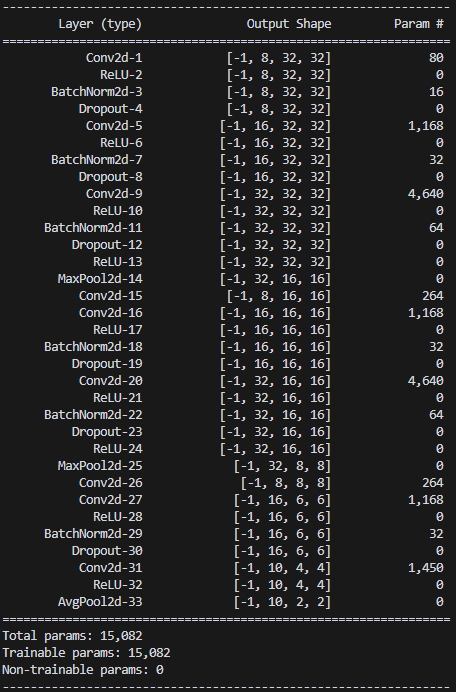 ----------------------------------------------------------------
Layer (type) Output Shape Param #
================================================================
Conv2d-1 [-1, 8, 32, 32] 80
ReLU-2 [-1, 8, 32, 32] 0
BatchNorm2d-3 [-1, 8, 32, 32] 16
Dropout-4 [-1, 8, 32, 32] 0
Conv2d-5 [-1, 16, 32, 32] 1,168
ReLU-6 [-1, 16, 32, 32] 0
BatchNorm2d-7 [-1, 16, 32, 32] 32
Dropout-8 [-1, 16, 32, 32] 0
Conv2d-9 [-1, 32, 32, 32] 4,640
ReLU-10 [-1, 32, 32, 32] 0
BatchNorm2d-11 [-1, 32, 32, 32] 64
Dropout-12 [-1, 32, 32, 32] 0
ReLU-13 [-1, 32, 32, 32] 0
MaxPool2d-14 [-1, 32, 16, 16] 0
Conv2d-15 [-1, 8, 16, 16] 264
Conv2d-16 [-1, 16, 16, 16] 1,168
ReLU-17 [-1, 16, 16, 16] 0
BatchNorm2d-18 [-1, 16, 16, 16] 32
Dropout-19 [-1, 16, 16, 16] 0
Conv2d-20 [-1, 32, 16, 16] 4,640
ReLU-21 [-1, 32, 16, 16] 0
BatchNorm2d-22 [-1, 32, 16, 16] 64
Dropout-23 [-1, 32, 16, 16] 0
ReLU-24 [-1, 32, 16, 16] 0
MaxPool2d-25 [-1, 32, 8, 8] 0
Conv2d-26 [-1, 8, 8, 8] 264
Conv2d-27 [-1, 16, 6, 6] 1,168
ReLU-28 [-1, 16, 6, 6] 0
BatchNorm2d-29 [-1, 16, 6, 6] 32
Dropout-30 [-1, 16, 6, 6] 0
Conv2d-31 [-1, 10, 4, 4] 1,450
ReLU-32 [-1, 10, 4, 4] 0
AvgPool2d-33 [-1, 10, 2, 2] 0
================================================================
Total params: 15,082
Trainable params: 15,082
Non-trainable params: 0
----------------------------------------------------------------